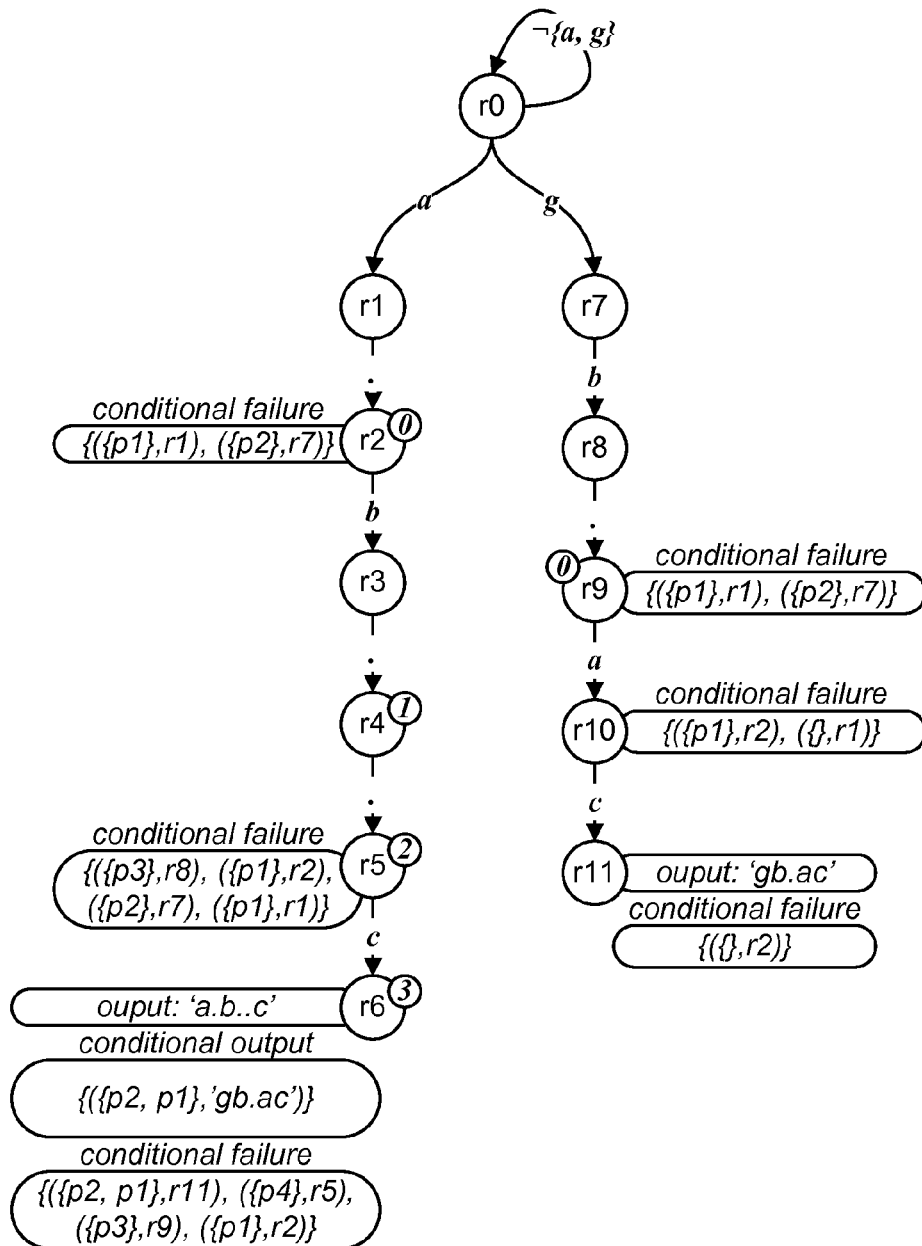 ¬{a, g}
r0
a
g
r1
r7
.
b
conditional failure
{({p1},r1), ({p2},r7)}
r2
0
r8
b
.
r3
0
r9
conditional failure
{({p1},r1), ({p2},r7)}
.
a
r4
1
r10
conditional failure
{({p1},r2), ({},r1)}
.
c
conditional failure
{({p3},r8), ({p1},r2),
({p2},r7), ({p1},r1)}
r5
2
r11
ouput: ‘gb.ac’
conditional failure
{({},r2)}
c
ouput: ‘a.b..c’
r6
3
conditional output
{({p2, p1},’gb.ac’)}
conditional failure
{({p2, p1},r11), ({p4},r5),
({p3},r9), ({p1},r2)}